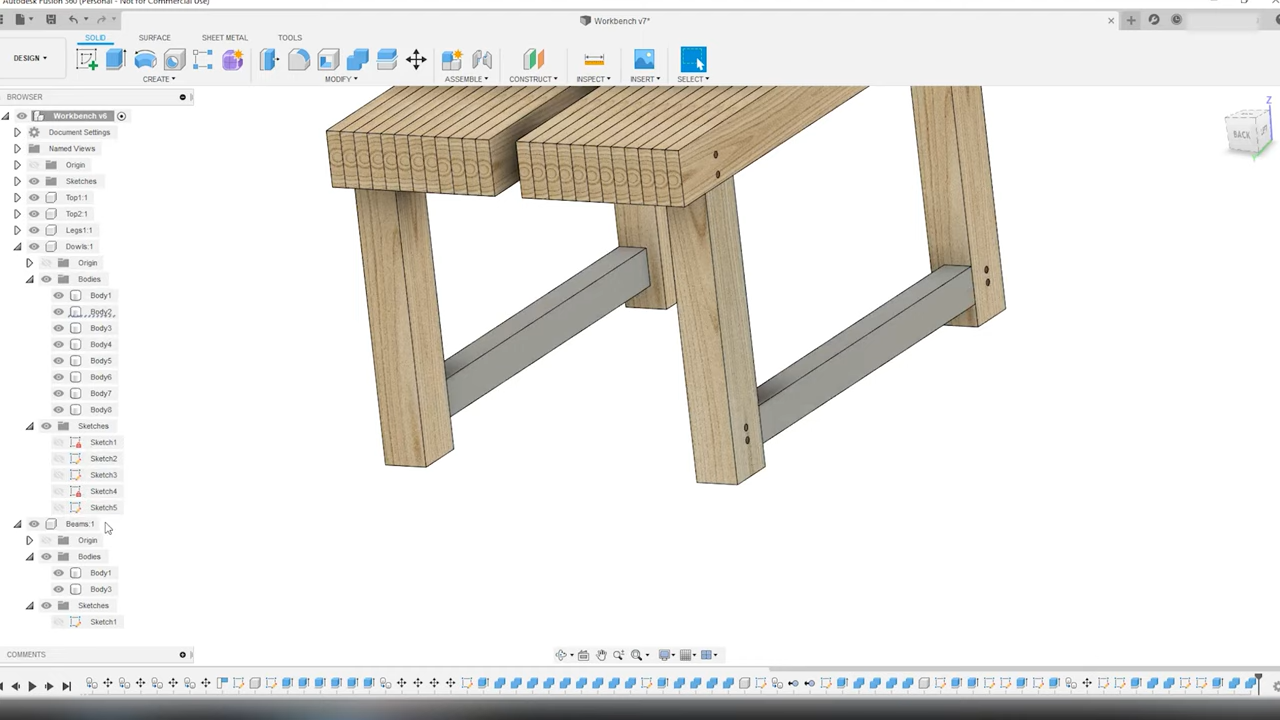 Autodesk Fusion 360 (Personal - Not for Commercial Use)
Workbench v7*
SOLID SURFACE SHEET METAL TOOLS
DESIGN
CREATE MODIFY ASSEMBLE CONSTRUCT INSPECT INSERT SELECT
BROWSER
Workbench v6
Document Settings
Named Views
Origin
Sketches
Top1:1
Top2:1
Legs1:1
Dowls:1
Origin
Bodies
Body1
Body2
Body3
Body4
Body5
Body6
Body7
Body8
Sketches
Sketch1
Sketch2
Sketch3
Sketch4
Sketch5
Beams:1
Origin
Bodies
Body1
Body3
Sketches
Sketch1
COMMENTS
Z
BACK